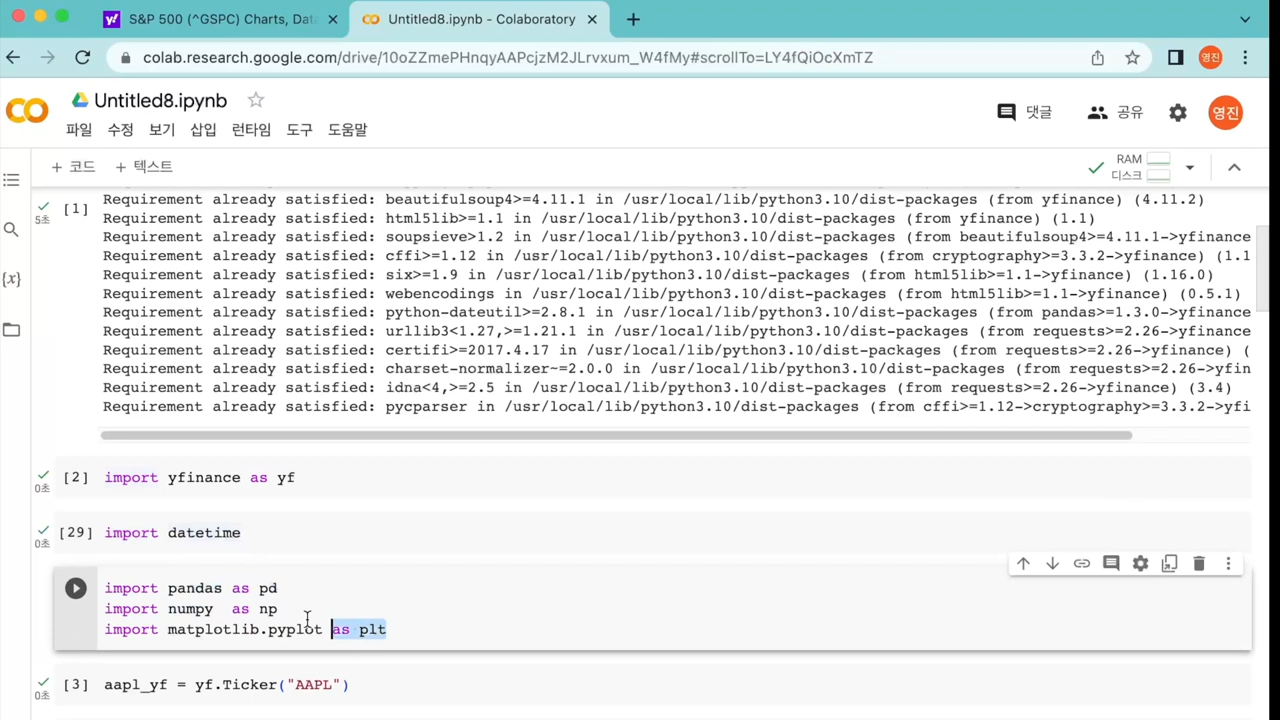 S&P 500 (^GSPC) Charts, Data
Untitled8.ipynb - Colaboratory
colab.research.google.com/drive/10oZZmePHnqyAAPcjzM2JLrvxum_W4fMy#scrollTo=LY4fQiOcXmTZ
영진
Untitled8.ipynb
댓글
공유
영진
파일 수정 보기 삽입 런타임 도구 도움말
+ 코드 + 텍스트
RAM
디스크
Requirement already satisfied: beautifulsoup4>=4.11.1 in /usr/local/lib/python3.10/dist-packages (from yfinance) (4.11.2)
[1]
5초
Requirement already satisfied: html5lib>=1.1 in /usr/local/lib/python3.10/dist-packages (from yfinance) (1.1)
Requirement already satisfied: soupsieve>1.2 in /usr/local/lib/python3.10/dist-packages (from beautifulsoup4>=4.11.1->yfinance
Requirement already satisfied: cffi>=1.12 in /usr/local/lib/python3.10/dist-packages (from cryptography>=3.3.2->yfinance) (1.1
Requirement already satisfied: six>=1.9 in /usr/local/lib/python3.10/dist-packages (from html5lib>=1.1->yfinance) (1.16.0)
Requirement already satisfied: webencodings in /usr/local/lib/python3.10/dist-packages (from html5lib>=1.1->yfinance) (0.5.1)
Requirement already satisfied: python-dateutil>=2.8.1 in /usr/local/lib/python3.10/dist-packages (from pandas>=1.3.0->yfinance
Requirement already satisfied: urllib3<1.27,>=1.21.1 in /usr/local/lib/python3.10/dist-packages (from requests>=2.26->yfinance
Requirement already satisfied: certifi>=2017.4.17 in /usr/local/lib/python3.10/dist-packages (from requests>=2.26->yfinance) (
Requirement already satisfied: charset-normalizer~=2.0.0 in /usr/local/lib/python3.10/dist-packages (from requests>=2.26->yfin
Requirement already satisfied: idna<4,>=2.5 in /usr/local/lib/python3.10/dist-packages (from requests>=2.26->yfinance) (3.4)
Requirement already satisfied: pycparser in /usr/local/lib/python3.10/dist-packages (from cffi>=1.12->cryptography>=3.3.2->yfi
[2] import yfinance as yf
0초
[29] import datetime
0초
import pandas as pd
import numpy  as np
import matplotlib.pyplot as plt
[3] aapl_yf = yf.Ticker("AAPL")
0초